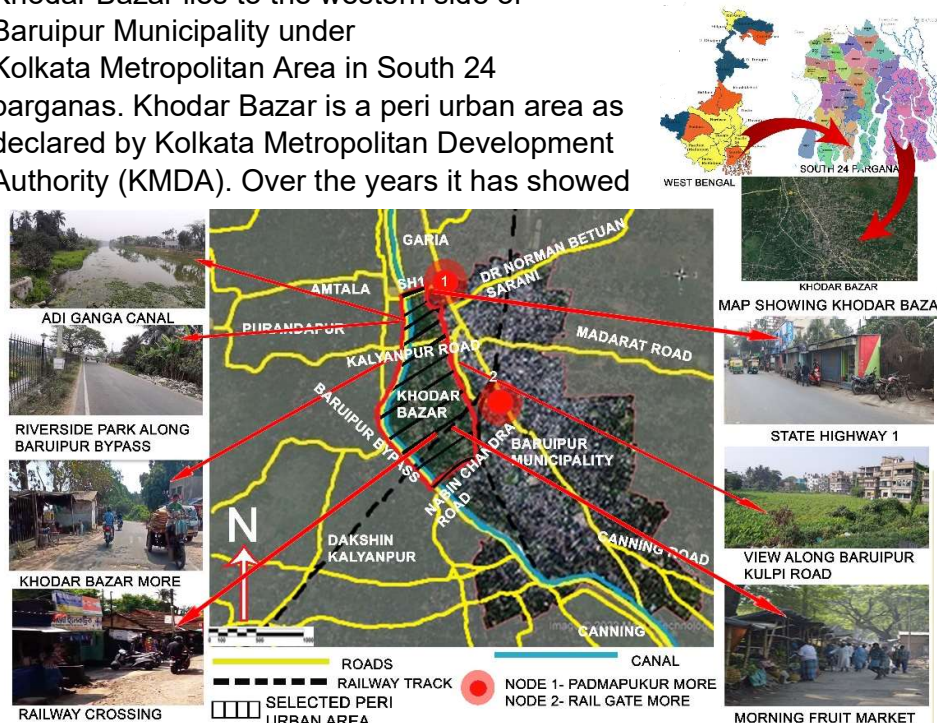 Khodar Bazar lies to the western side of
Baruipur Municipality under
Kolkata Metropolitan Area in South 24
parganas. Khodar Bazar is a peri urban area as
declared by Kolkata Metropolitan Development
Authority (KMDA). Over the years it has showed
WEST BENGAL
SOUTH 24 PARGANA
KHODAR BAZAR
MAP SHOWING KHODAR BAZA
ADI GANGA CANAL
RIVERSIDE PARK ALONG
BARUIPUR BYPASS
KHODAR BAZAR MORE
RAILWAY CROSSING
GARIA
SH1
1
DR NORMAN BETUAN
SARANI
AMTALA
PURANDAPUR
KALYANPUR ROAD
MADARAT ROAD
2
KHODAR
BAZAR
BARUIPUR BYPASS
BARUIPUR
MUNICIPALITY
NABIN CHANDRA
ROAD
N
DAKSHIN
KALYANPUR
CANNING ROAD
CANNING
STATE HIGHWAY 1
VIEW ALONG BARUIPUR
KULPI ROAD
MORNING FRUIT MARKET
ROADS
CANAL
RAILWAY TRACK
SELECTED PERI
URBAN AREA
NODE 1- PADMAPUKUR MORE
NODE 2- RAIL GATE MORE